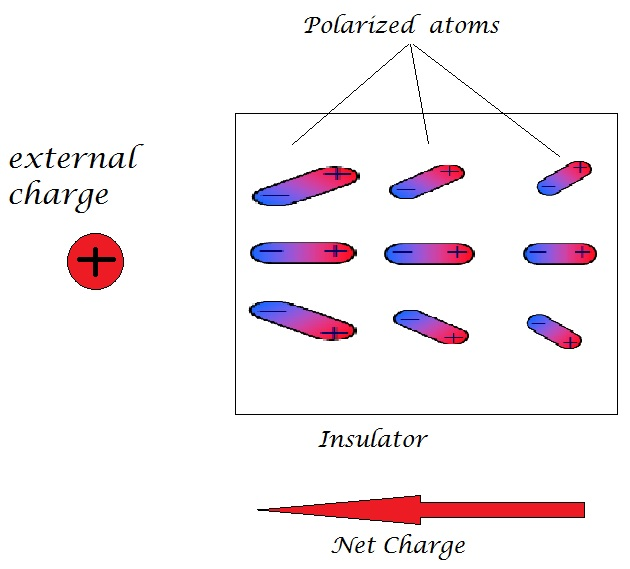 Polarized atoms
external
charge
+
− + − + − +
− + − + − +
− + − + − +
Insulator
Net Charge